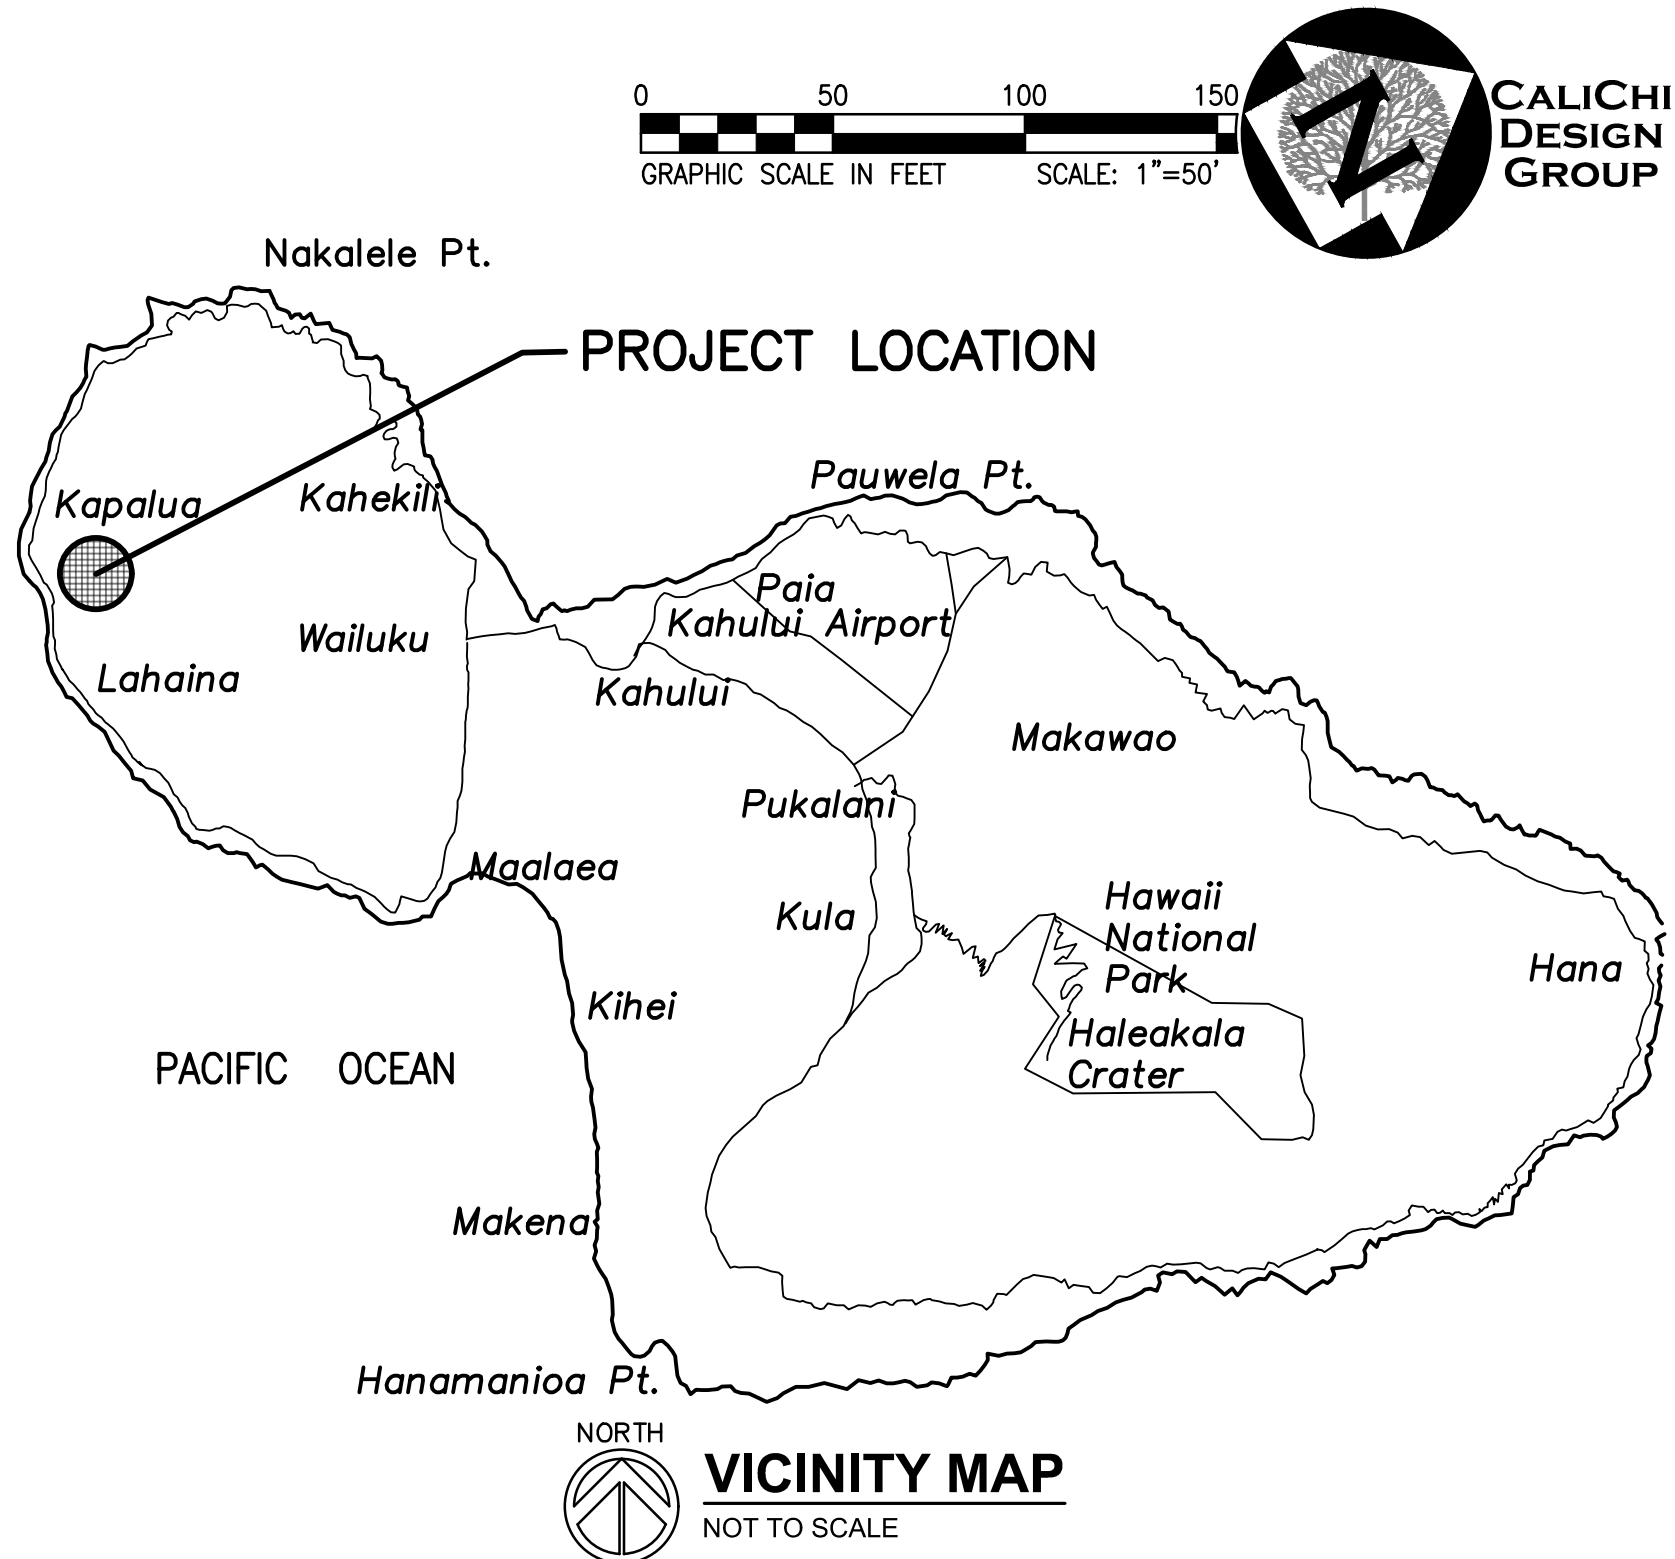 0 50 100 150
GRAPHIC SCALE IN FEET SCALE: 1"=50'
N
CALICHI
DESIGN
GROUP
Nakalele Pt.
PROJECT LOCATION
Pauwela Pt.
Kapalua
Kahekili
Paia
Kahului Airport
Wailuku
Lahaina
Kahului
Makawao
Pukalani
Maalaea
Kula
Hawaii
National
Park
Hana
Kihei
Haleakala
Crater
PACIFIC OCEAN
Makena
Hanamanioa Pt.
NORTH
VICINITY MAP
NOT TO SCALE